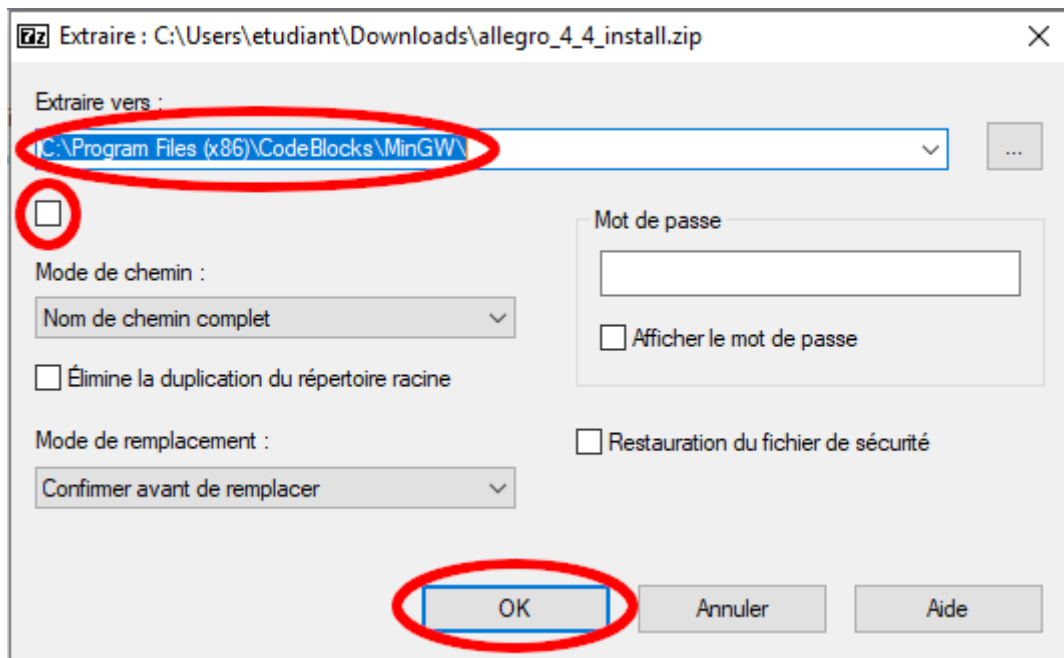 7z Extraire : C:\Users\etudiant\Downloads\allegro_4_4_install.zip
Extraire vers :
C:\Program Files (x86)\CodeBlocks\MinGW\
...
Mot de passe
Mode de chemin :
Nom de chemin complet
Afficher le mot de passe
Élimine la duplication du répertoire racine
Mode de remplacement :
Restauration du fichier de sécurité
Confirmer avant de remplacer
OK Annuler Aide